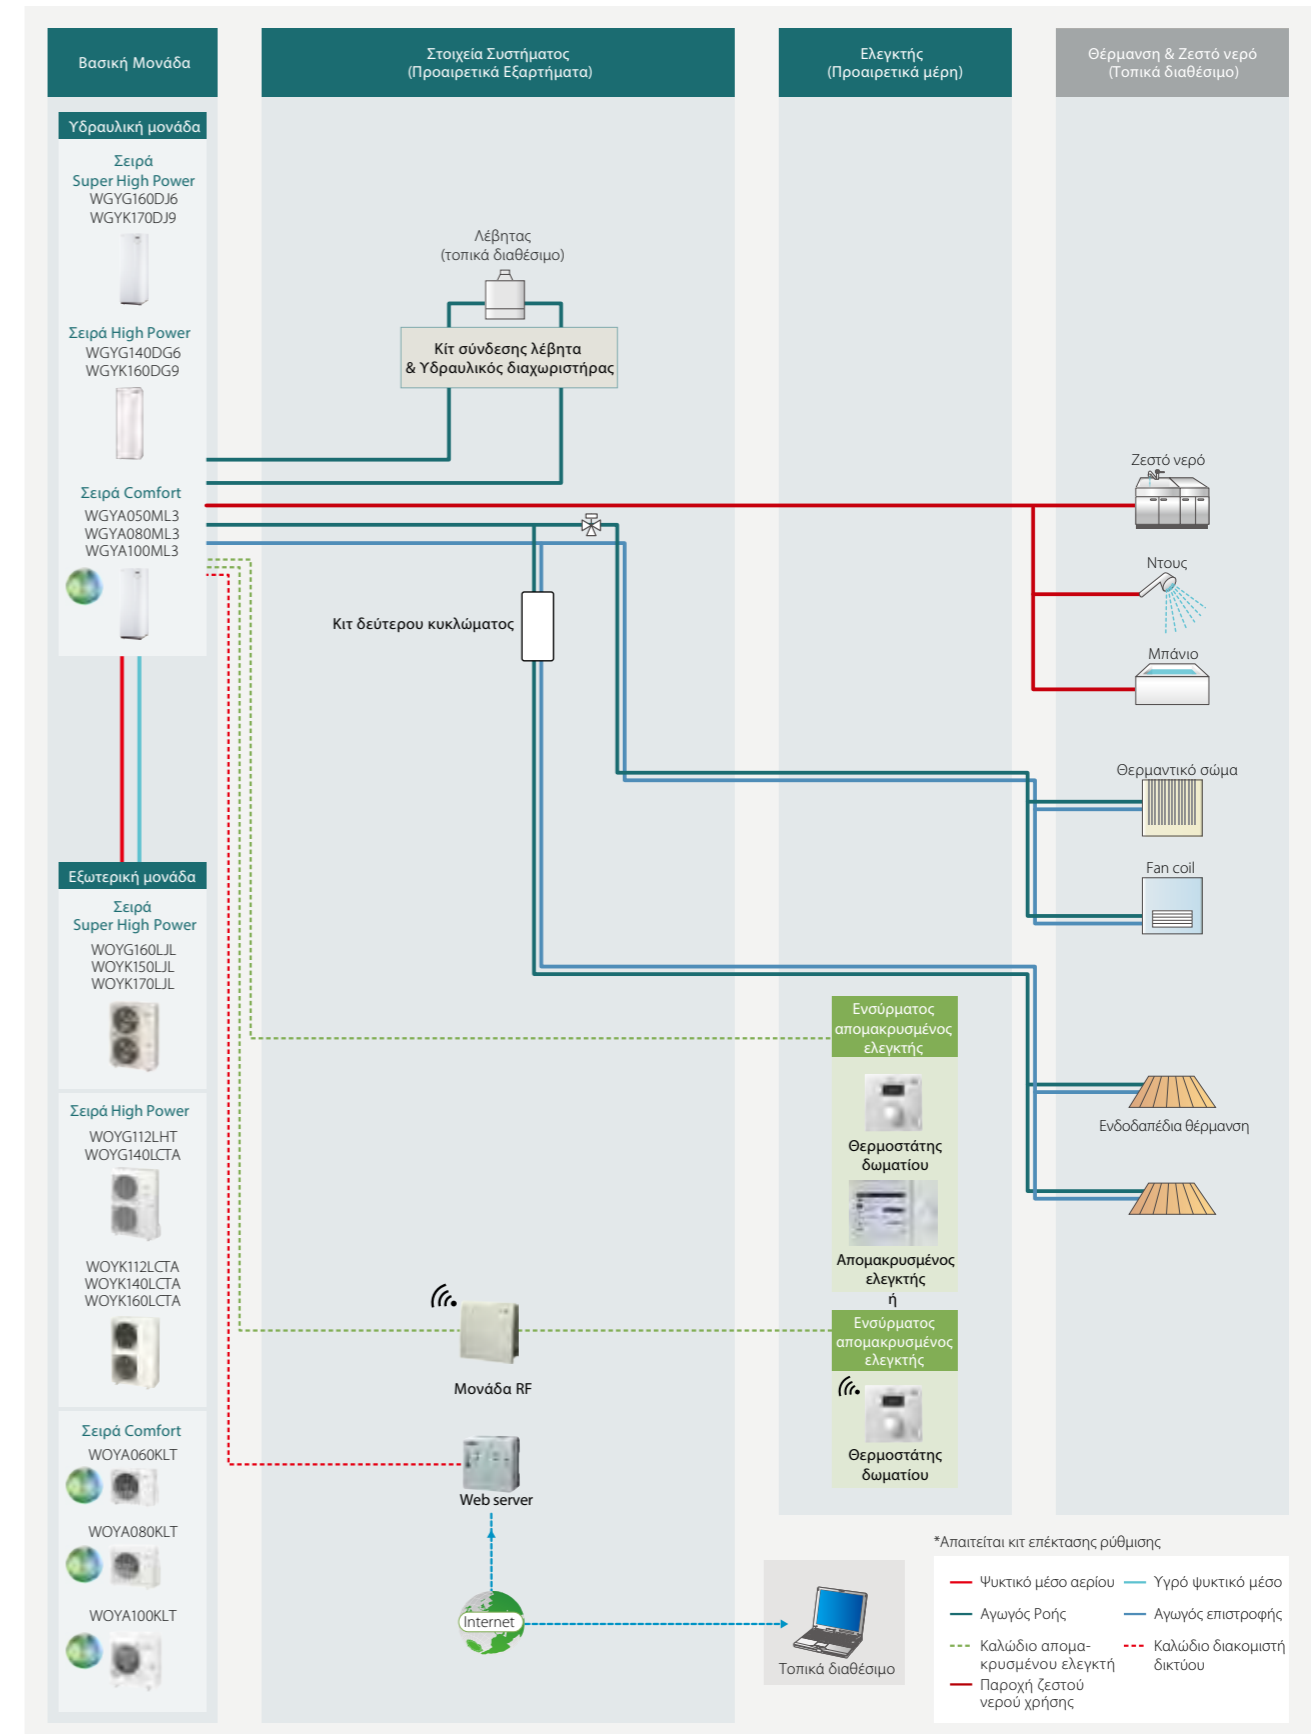 Βασική Μονάδα
Στοιχεία Συστήματος
(Προαιρετικά Εξαρτήματα)
Ελεγκτής
(Προαιρετικά μέρη)
Θέρμανση & Ζεστό νερό
(Τοπικά διαθέσιμο)
Υδραυλική μονάδα
Σειρά
Super High Power
WGYG160DJ6
WGYK170DJ9
Σειρά High Power
WGYG140DG6
WGYK160DG9
Σειρά Comfort
WGYA050ML3
WGYA080ML3
WGYA100ML3
Εξωτερική μονάδα
Σειρά
Super High Power
WOYG160LJL
WOYK150LJL
WOYK170LJL
Σειρά High Power
WOYG112LHT
WOYG140LCTA
WOYK112LCTA
WOYK140LCTA
WOYK160LCTA
Σειρά Comfort
WOYA060KLT
WOYA080KLT
WOYA100KLT
Λέβητας
(τοπικά διαθέσιμο)
Κίτ σύνδεσης λέβητα
& Υδραυλικός διαχωριστήρας
Κιτ δεύτερου κυκλώματος
Μονάδα RF
Web server
Internet
Ενσύρματος
απομακρυσμένος
ελεγκτής
Θερμοστάτης
δωματίου
Απομακρυσμένος
ελεγκτής
ή
Ενσύρματος
απομακρυσμένος
ελεγκτής
Θερμοστάτης
δωματίου
Τοπικά διαθέσιμο
Ζεστό νερό
Ντους
Μπάνιο
Θερμαντικό σώμα
Fan coil
Ενδοδαπέδια θέρμανση
*Απαιτείται κιτ επέκτασης ρύθμισης
Ψυκτικό μέσο αερίου
Υγρό ψυκτικό μέσο
Αγωγός Ροής
Αγωγός επιστροφής
Καλώδιο απομα-
κρυσμένου ελεγκτή
Καλώδιο διακομιστή
δικτύου
Παροχή ζεστού
νερού χρήσης